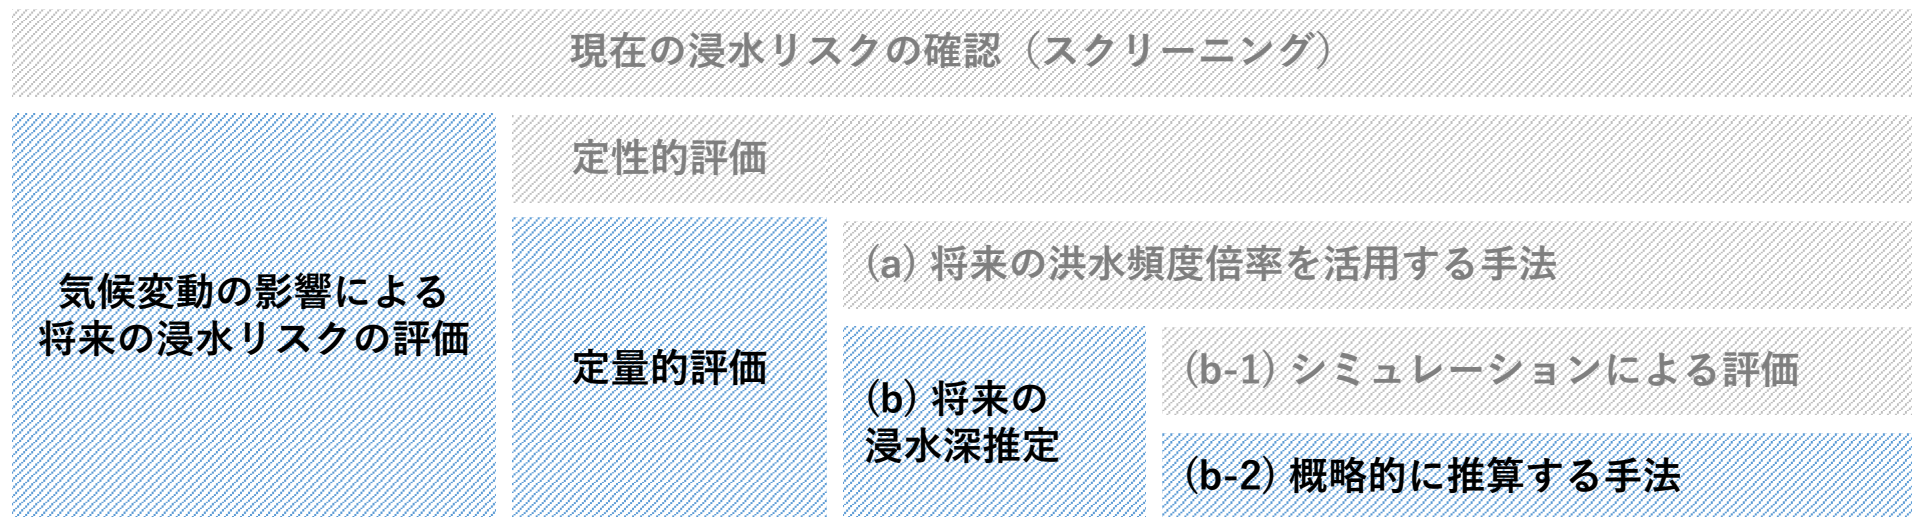 現在の浸水リスクの確認（スクリーニング）
定性的評価
(a) 将来の洪水頻度倍率を活用する手法
気候変動の影響による
将来の浸水リスクの評価
定量的評価
(b) 将来の
浸水深推定
(b-1) シミュレーションによる評価
(b-2) 概略的に推算する手法